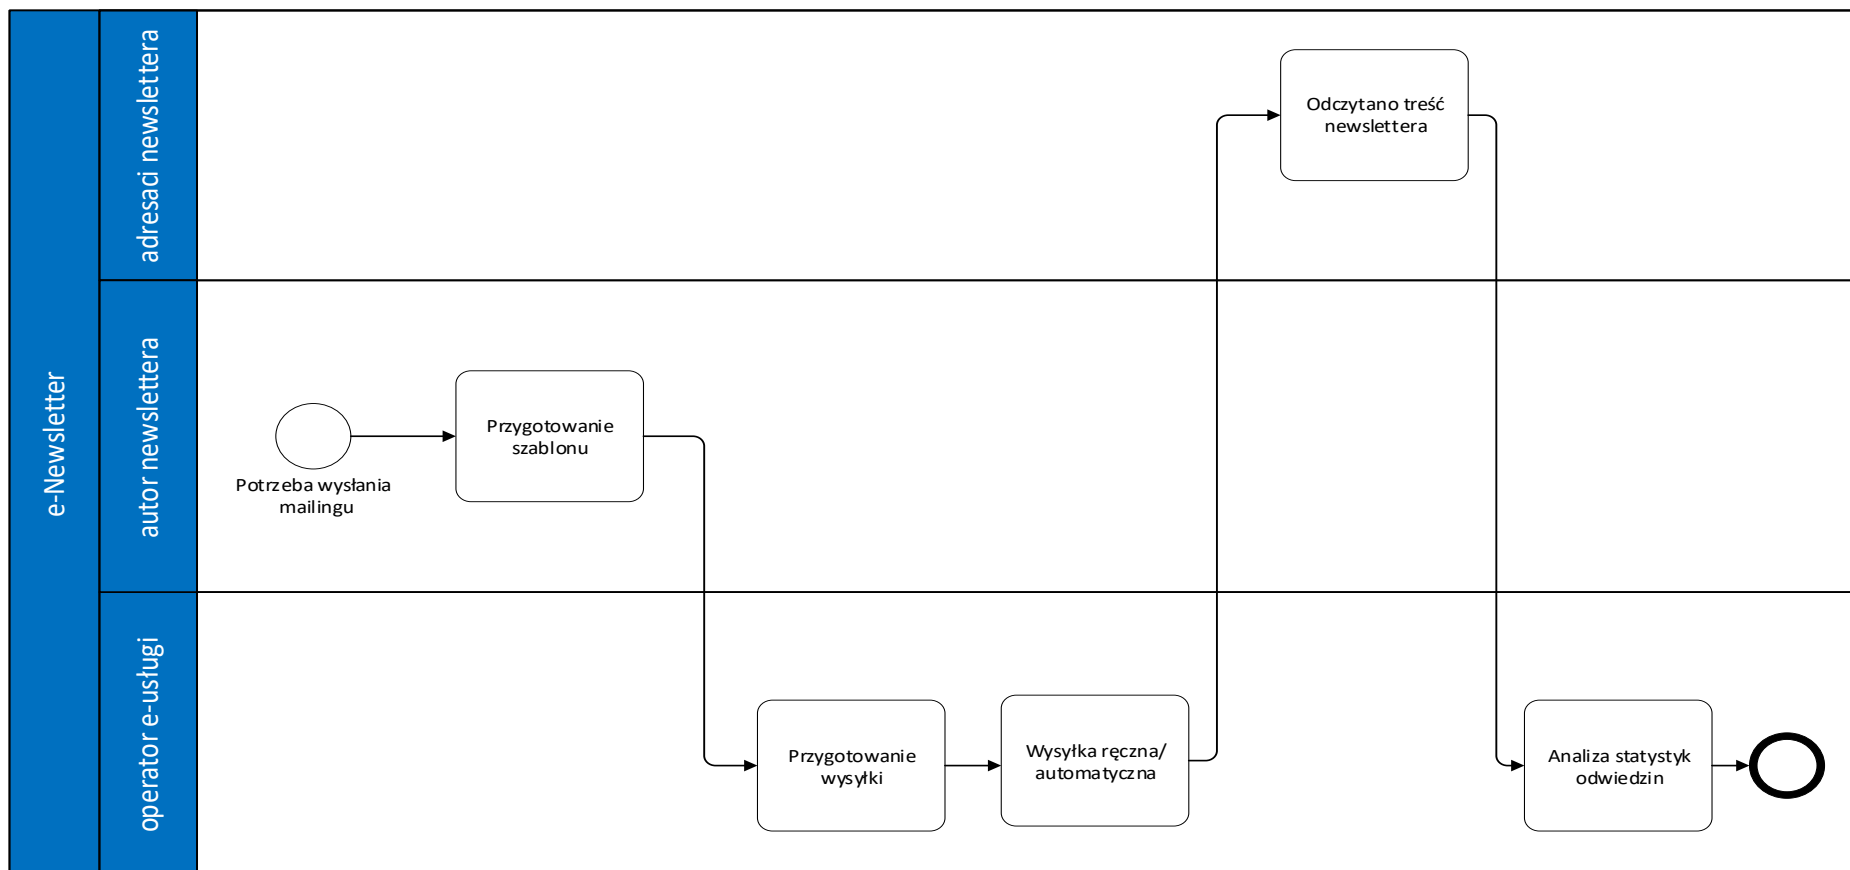 e-Newsletter
adresaci newslettera
Odczytano treść
newslettera
autor newslettera
Potrzeba wysłania
mailingu
Przygotowanie
szablonu
operator e-usługi
Przygotowanie
wysyłki
Wysyłka ręczna/
automatyczna
Analiza statystyk
odwiedzin